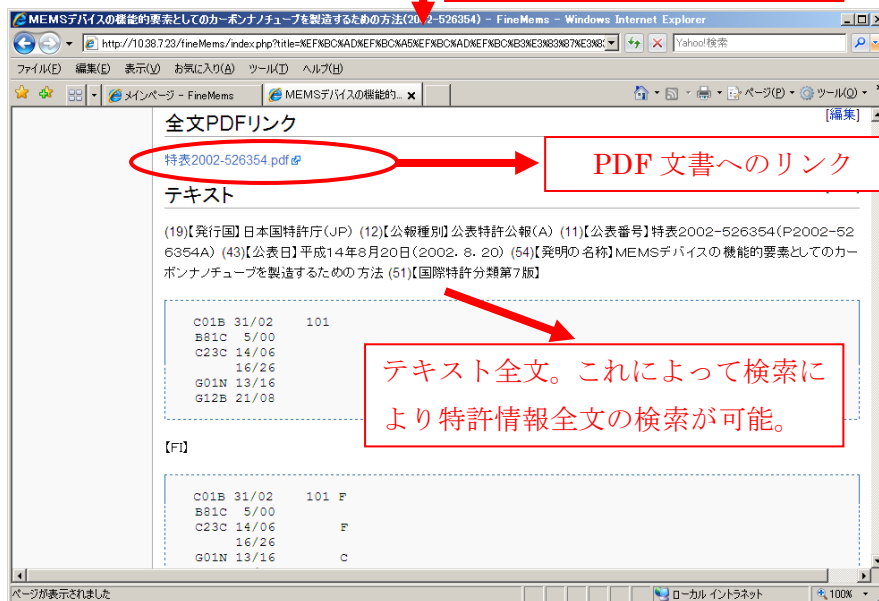 MEMSデバイスの機能的要素としてのカーボンナノチューブを製造するための方法(2002-526354) - FineMems - Windows Internet Explorer
http://10.38.7.23/fineMems/index.php?title=%EF%BC%AD%EF%BC%A5%EF%BC%AD%EF%BC%B3%E3%83%87%E3%8
Yahoo!検索
ファイル(F) 編集(E) 表示(V) お気に入り(A) ツール(T) ヘルプ(H)
メインページ - FineMems
MEMSデバイスの機能的...
ページ(P) ツール(O)
全文PDFリンク
[編集]
特表2002-526354.pdf
PDF 文書へのリンク
テキスト
(19)【発行国】日本国特許庁(JP) (12)【公報種別】公表特許公報(A) (11)【公表番号】特表2002-526354(P2002-52
6354A) (43)【公表日】平成14年8月20日(2002. 8. 20) (54)【発明の名称】MEMSデバイスの機能的要素としてのカー
ボンナノチューブを製造するための方法 (51)【国際特許分類第7版】
C01B 31/02 101
B81C 5/00
C23C 14/06
16/26
G01N 13/16
G12B 21/08
テキスト全文。これによって検索に
より特許情報全文の検索が可能。
【FI】
C01B 31/02 101 F
B81C 5/00
C23C 14/06 F
16/26
G01N 13/16 C
ページが表示されました
ローカル イントラネット
100%